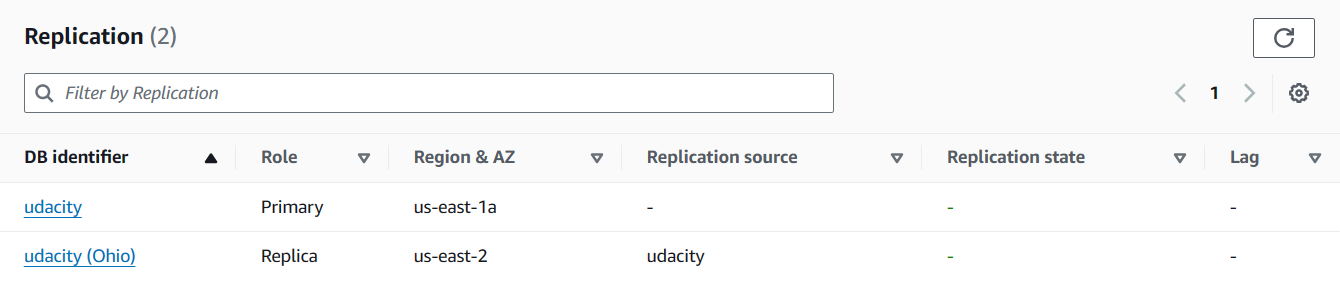 Replication (2)
Filter by Replication
1
DB identifier Role Region & AZ Replication source Replication state Lag
udacity Primary us-east-1a - - -
udacity (Ohio) Replica us-east-2 udacity - -